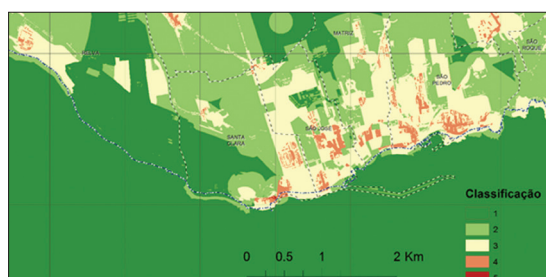 MATRIZ
SÃO
ROQUE
RELVA
SÃO
PEDRO
SANTA
CLARA
SÃO JOSÉ
Classificação
1
2
3
4
0 0.5 1 2 Km